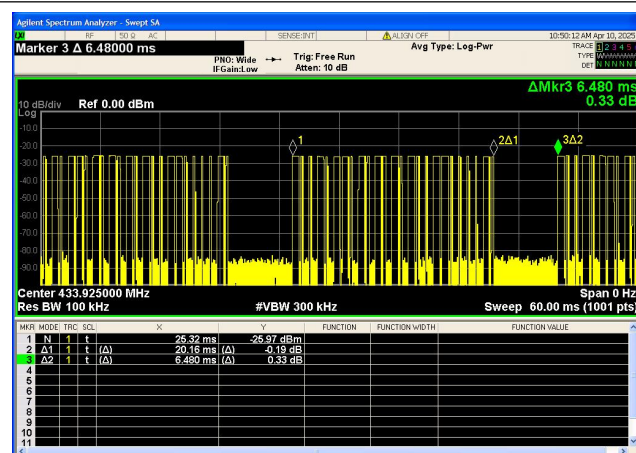 Agilent Spectrum Analyzer - Swept SA
RF 50 Ω AC SENSE:INT ALIGN OFF 10:50:12 AM Apr 10, 2025
Marker 3 Δ 6.48000 ms
PNO: Wide
IFGain:Low
Trig: Free Run
Atten: 10 dB
Avg Type: Log-Pwr
TRACE 1 2 3 4 5
TYPE
DET N N N N N
ΔMkr3 6.480 ms
0.33 dB
10 dB/div Ref 0.00 dBm
Log
-10.0
-20.0
-30.0
-40.0
-50.0
-60.0
-70.0
-80.0
-90.0
1
2Δ1
3Δ2
Center 433.925000 MHz Span 0 Hz
Res BW 100 kHz #VBW 300 kHz Sweep 60.00 ms (1001 pts)
MKR MODE TRC SCL X Y FUNCTION FUNCTION WIDTH FUNCTION VALUE
1 N 1 t 25.32 ms -25.97 dBm
2 Δ1 1 t (Δ) 20.16 ms (Δ) -0.19 dB
3 Δ2 1 t (Δ) 6.480 ms (Δ) 0.33 dB
4
5
6
7
8
9
10
11